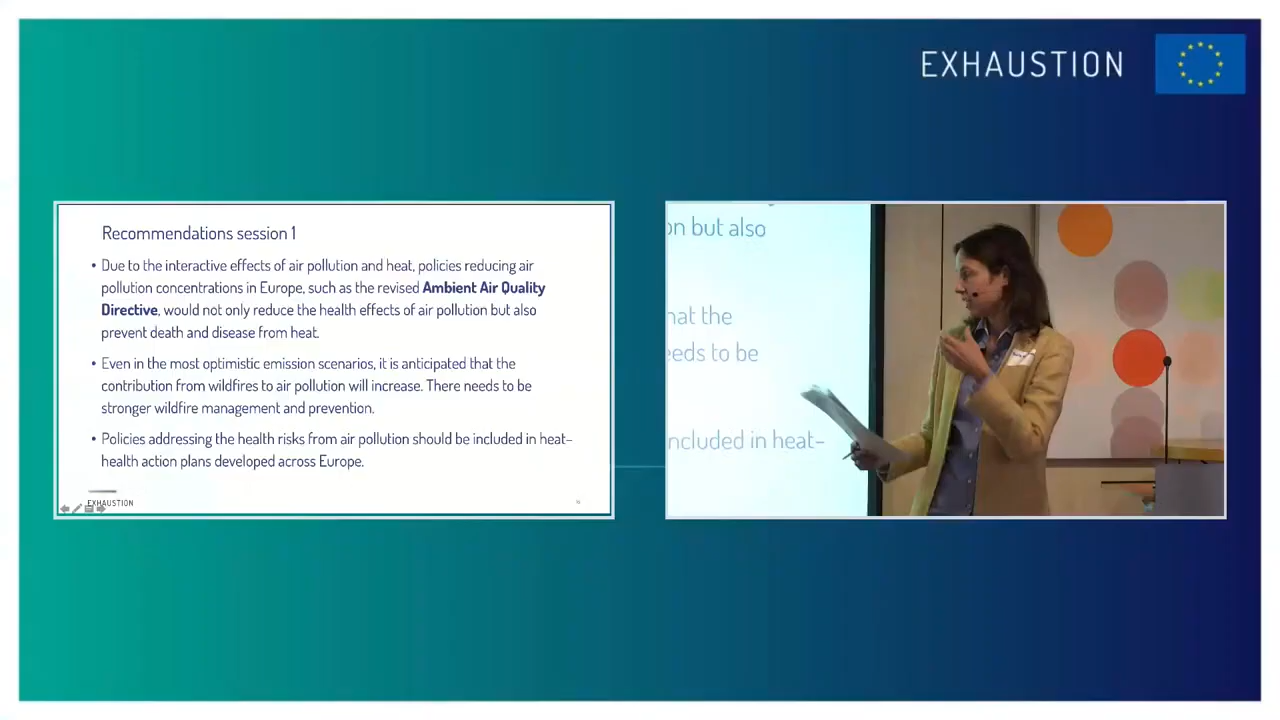 EXHAUSTION
Recommendations session 1
• Due to the interactive effects of air pollution and heat, policies reducing air
pollution concentrations in Europe, such as the revised Ambient Air Quality
Directive, would not only reduce the health effects of air pollution but also
prevent death and disease from heat.
• Even in the most optimistic emission scenarios, it is anticipated that the
contribution from wildfires to air pollution will increase. There needs to be
stronger wildfire management and prevention.
• Policies addressing the health risks from air pollution should be included in heat–
health action plans developed across Europe.
EXHAUSTION
on but also
hat the
eeds to be
included in heat–